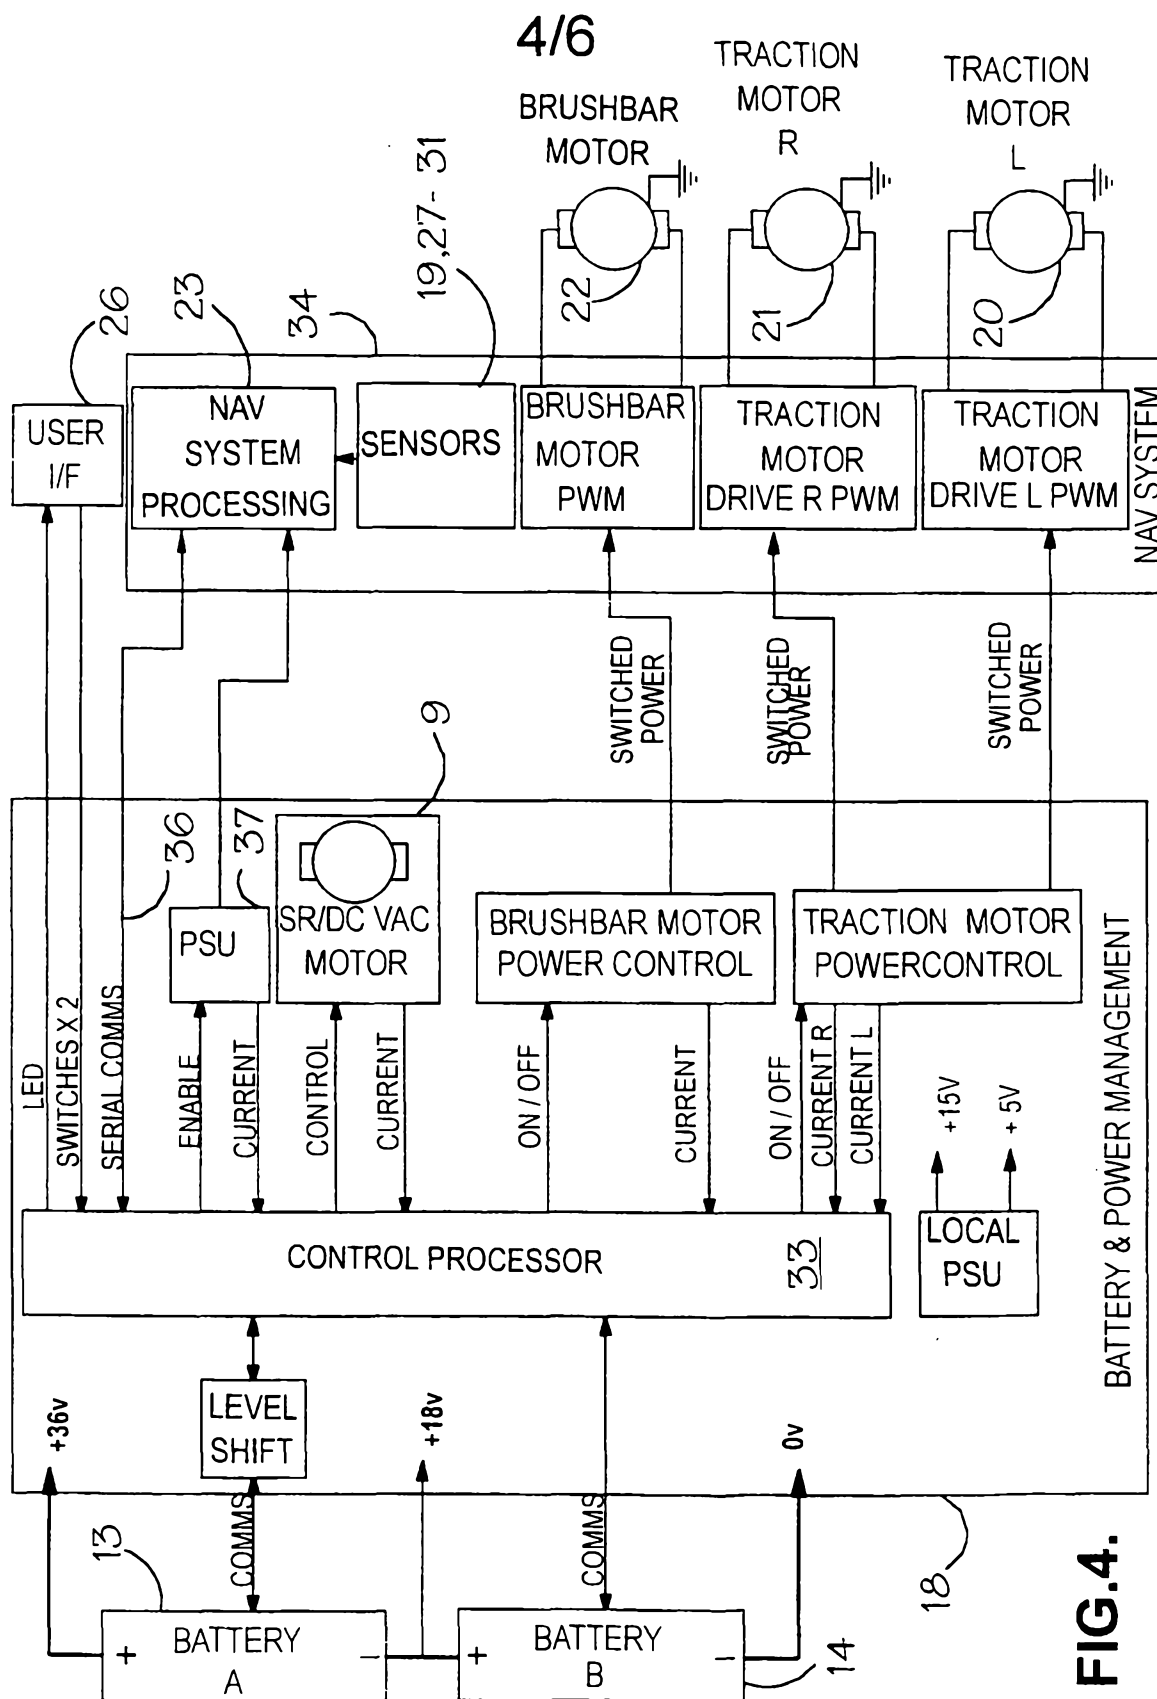 4/6
BRUSHBAR
MOTOR
TRACTION
MOTOR
R
TRACTION
MOTOR
L
26
23
34
19,27- 31
22
21
20
USER
I/F
NAV
SYSTEM
PROCESSING
SENSORS
BRUSHBAR
MOTOR
PWM
TRACTION
MOTOR
DRIVE R PWM
TRACTION
MOTOR
DRIVE L PWM
NAV SYSTEM
SWITCHED
POWER
SWITCHED
POWER
SWITCHED
POWER
36
37
9
PSU
SR/DC VAC
MOTOR
BRUSHBAR MOTOR
POWER CONTROL
TRACTION MOTOR
POWERCONTROL
LED
SWITCHES X 2
SERIAL COMMS
ENABLE
CURRENT
CONTROL
CURRENT
ON / OFF
CURRENT
ON / OFF
CURRENT R
CURRENT L
+15V
+ 5V
CONTROL PROCESSOR
33
LOCAL
PSU
BATTERY & POWER MANAGEMENT
+36v
LEVEL
SHIFT
+18v
0v
COMMS
COMMS
13
18
14
+
BATTERY
A
–
+
BATTERY
B
–
FIG.4.